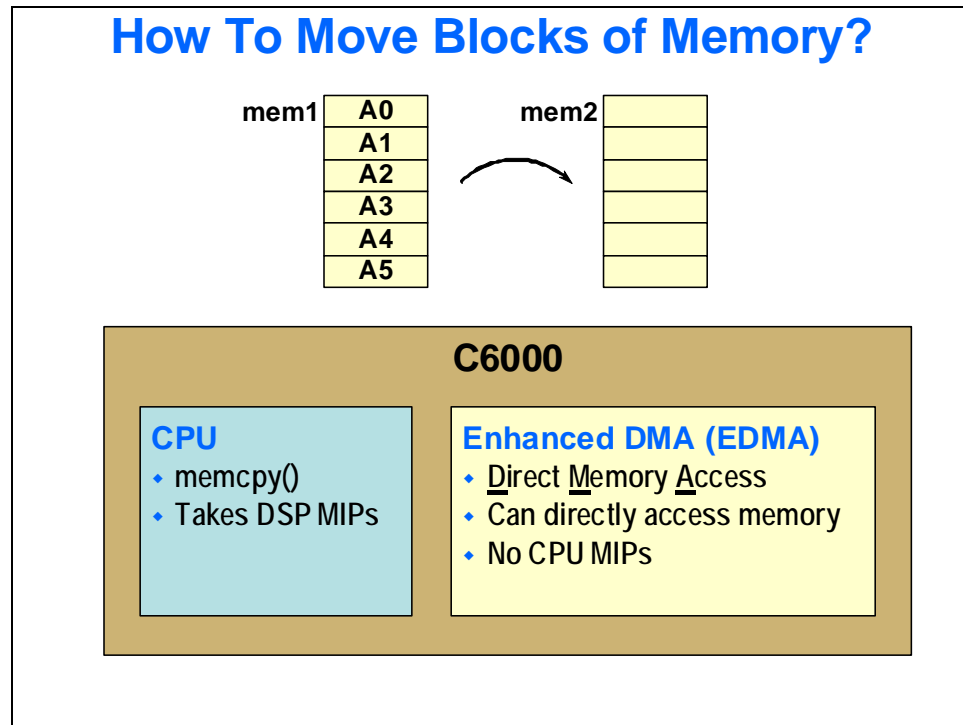 How To Move Blocks of Memory?
mem1
A0
A1
A2
A3
A4
A5
mem2
C6000
CPU
◆ memcpy()
◆ Takes DSP MIPs
Enhanced DMA (EDMA)
◆ Direct Memory Access
◆ Can directly access memory
◆ No CPU MIPs